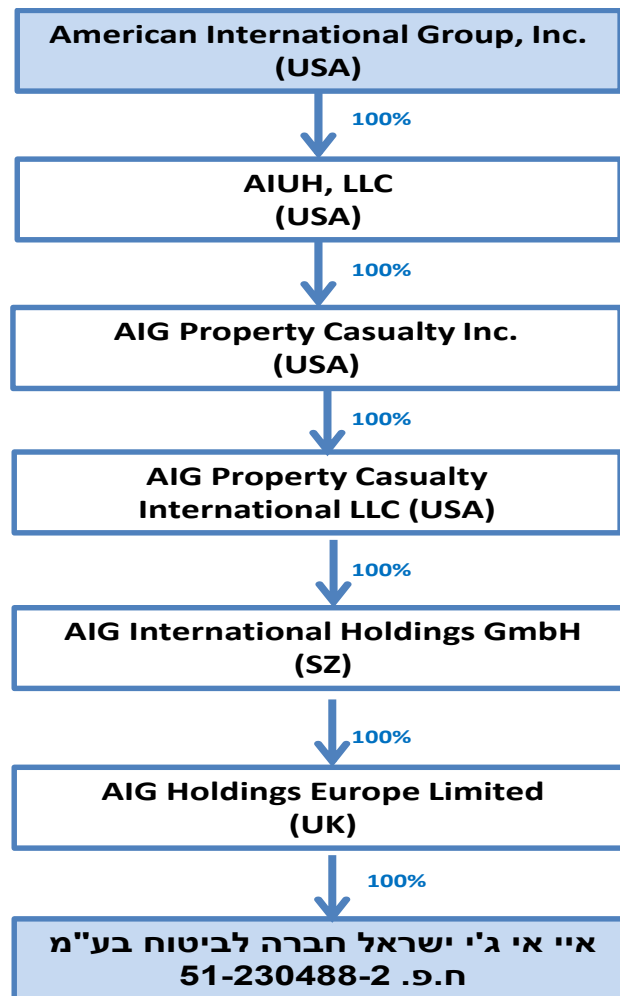 American International Group, Inc.
(USA)
100%
AIUH, LLC
(USA)
100%
AIG Property Casualty Inc.
(USA)
100%
AIG Property Casualty
International LLC (USA)
100%
AIG International Holdings GmbH
(SZ)
100%
AIG Holdings Europe Limited
(UK)
100%
איי אי ג'י ישראל חברה לביטוח בע"מ
ח.פ. 51-230488-2